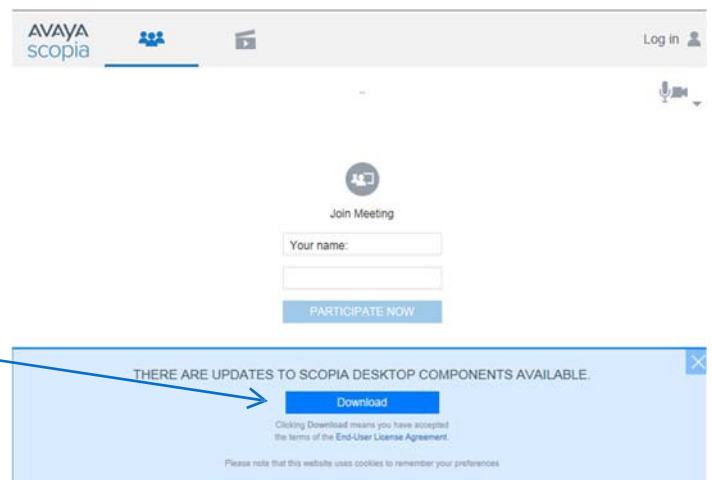 AVAYA
scopia
Log in
Join Meeting
Your name:
PARTICIPATE NOW
THERE ARE UPDATES TO SCOPIA DESKTOP COMPONENTS AVAILABLE.
Download
Clicking Download means you have accepted
the terms of the End-User License Agreement.
Please note that this website uses cookies to remember your preferences